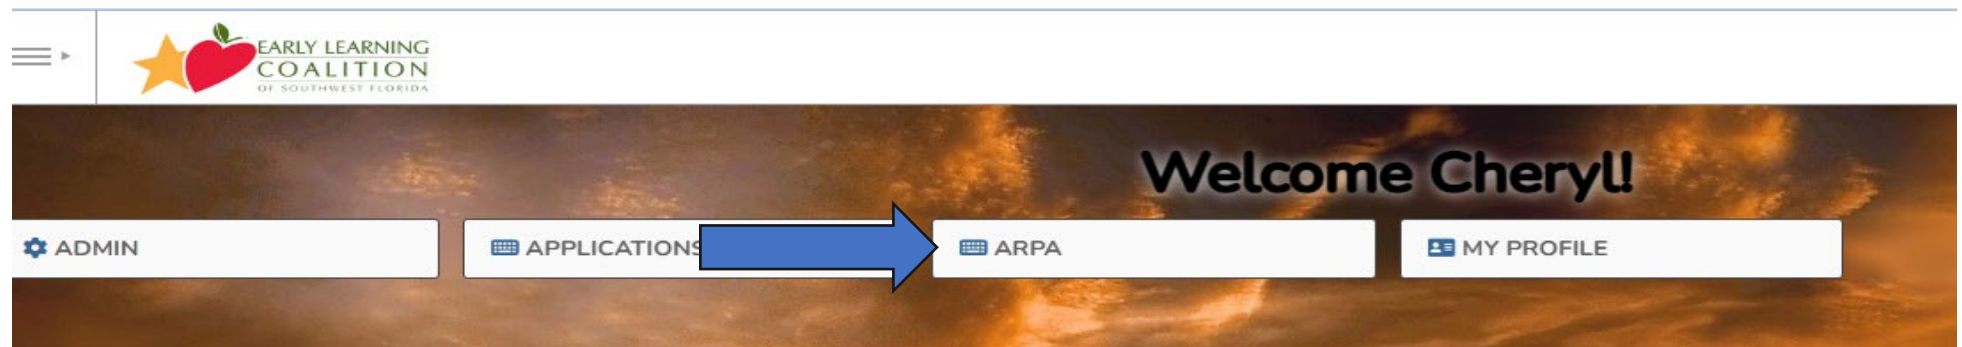 EARLY LEARNING
COALITION
OF SOUTHWEST FLORIDA
Welcome Cheryl!
ADMIN
APPLICATIONS
ARPA
MY PROFILE